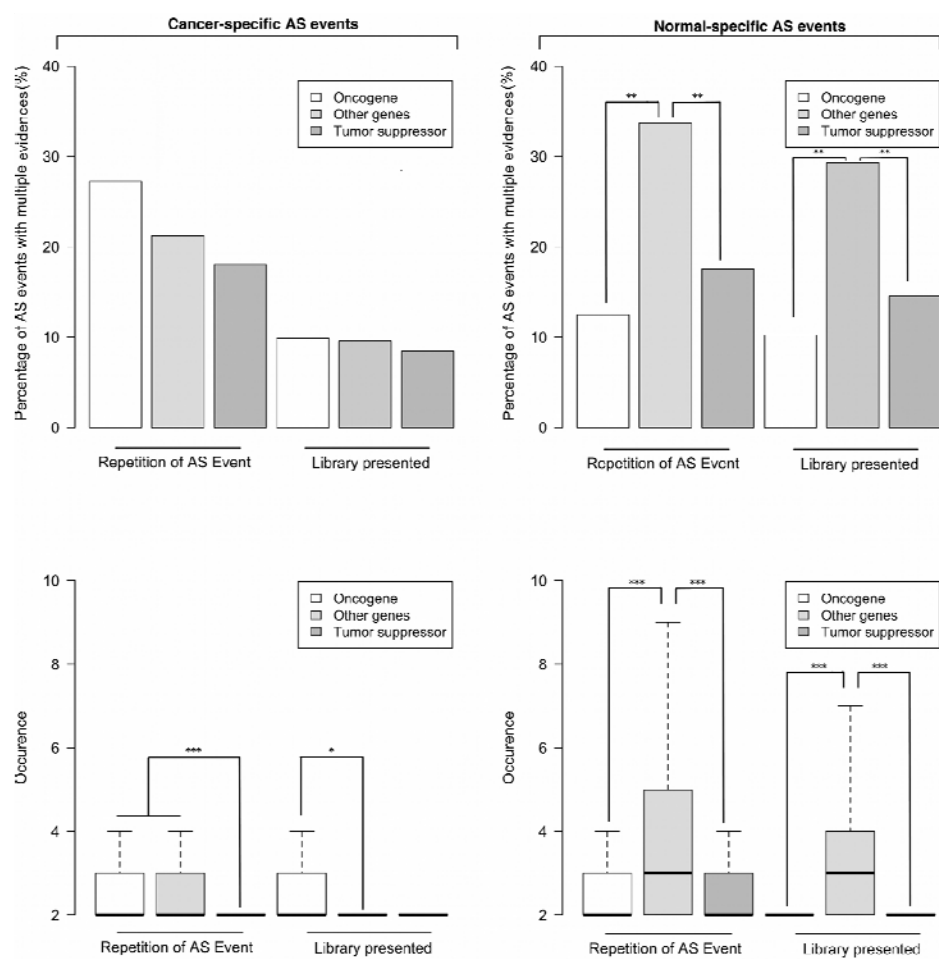 Cancer-specific AS events
Normal-specific AS events
Percentage of AS events with multiple evidences (%)
40
30
20
10
0
Oncogene
Other genes
Tumor suppressor
Repetition of AS Event
Library presented
Percentage of AS events with multiple evidences (%)
40
30
20
10
0
Oncogene
Other genes
Tumor suppressor
**
**
**
**
Ropotition of AS Evont
Library presented
Occurence
10
8
6
4
2
Oncogene
Other genes
Tumor suppressor
***
*
Repetition of AS Event
Library presented
Occurence
10
8
6
4
2
Oncogene
Other genes
Tumor suppressor
***
***
***
***
Repetition of AS Event
Library presented